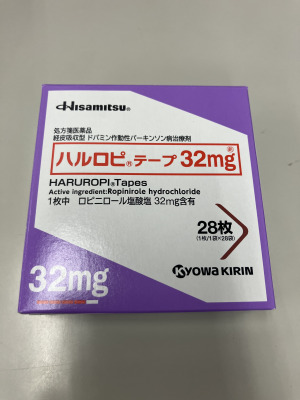 Hisamitsu®
処方箋医薬品
経皮吸収型 ドパミン作動性パーキンソン病治療剤
ハルロピ®テープ 32mg
HARUROPI®Tapes
Active ingredient:Ropinirole hydrochloride
1枚中 ロピニロール塩酸塩 32mg含有
28枚
(1枚/1袋×28袋)
32mg
KYOWA KIRIN